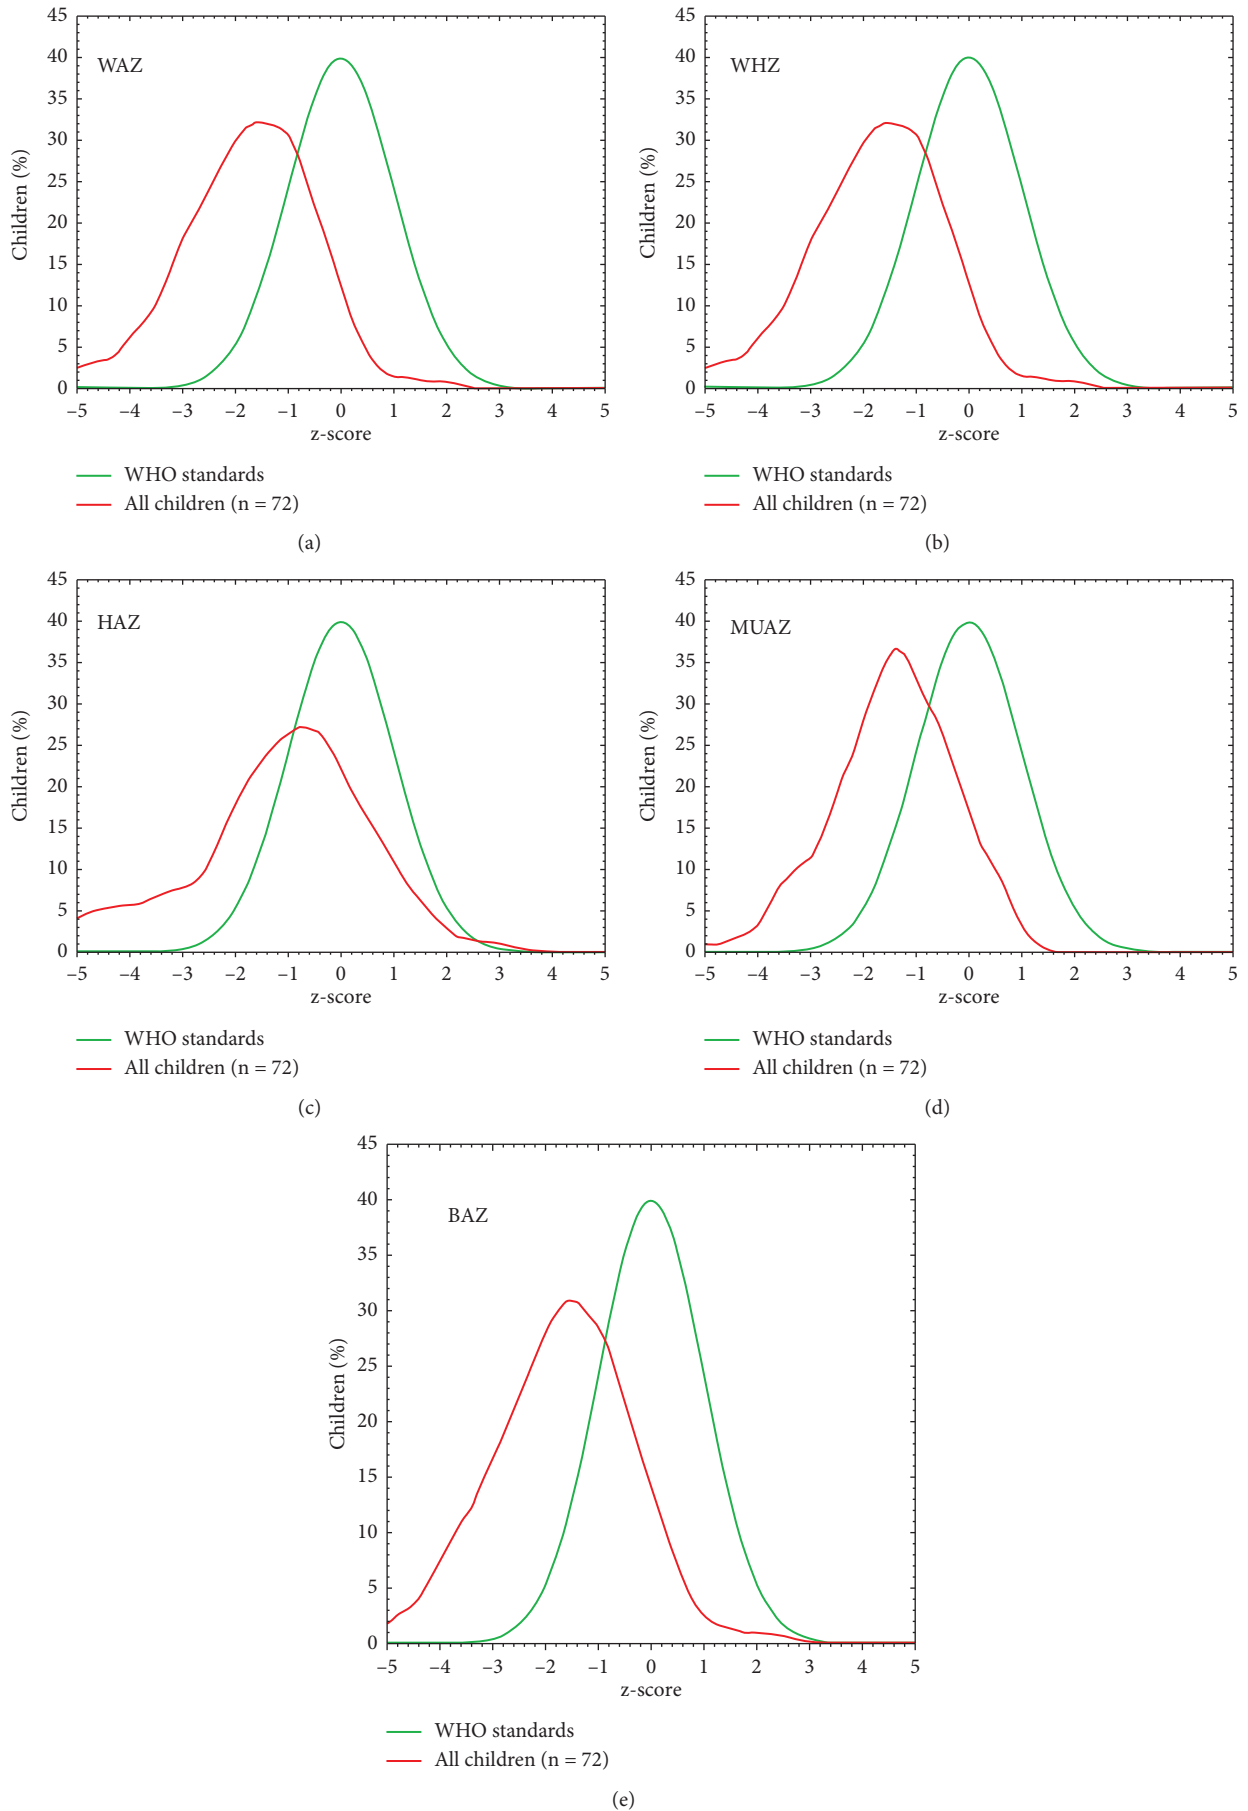 45
40
35
30
25
20
15
10
5
0
Children (%)
WAZ
–5 –4 –3 –2 –1 0 1 2 3 4 5
z-score
WHO standards
All children (n = 72)
(a)
45
40
35
30
25
20
15
10
5
0
Children (%)
WHZ
–5 –4 –3 –2 –1 0 1 2 3 4 5
z-score
WHO standards
All children (n = 72)
(b)
45
40
35
30
25
20
15
10
5
0
Children (%)
HAZ
–5 –4 –3 –2 –1 0 1 2 3 4 5
z-score
WHO standards
All children (n = 72)
(c)
45
40
35
30
25
20
15
10
5
0
Children (%)
MUAZ
–5 –4 –3 –2 –1 0 1 2 3 4 5
z-score
WHO standards
All children (n = 72)
(d)
45
40
35
30
25
20
15
10
5
0
Children (%)
BAZ
–5 –4 –3 –2 –1 0 1 2 3 4 5
z-score
WHO standards
All children (n = 72)
(e)